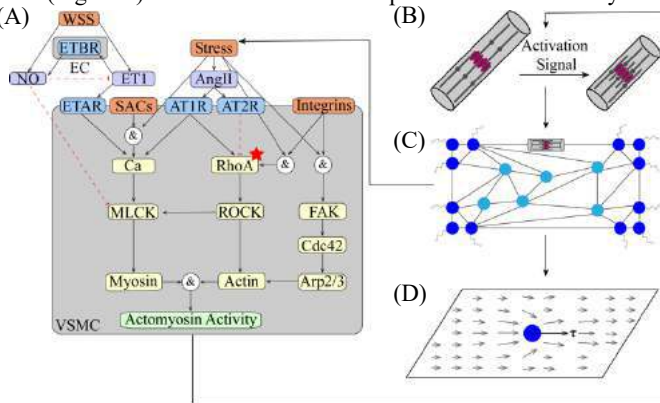 (A)
WSS
ETBR
EC
NO
ET1
Stress
AngII
ETAR
SACs
AT1R
AT2R
Integrins
&
Ca
RhoA
&
&
MLCK
ROCK
FAK
Cdc42
Myosin
&
Actin
Arp2/3
VSMC
Actomyosin Activity
(B)
Activation
Signal
(C)
(D)
τ